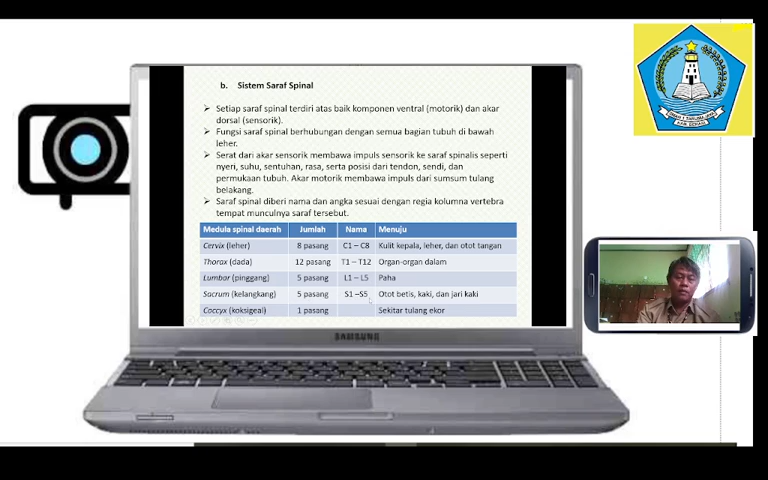 b. Sistem Saraf Spinal
➢ Setiap saraf spinal terdiri atas baik komponen ventral (motorik) dan akar
dorsal (sensorik).
➢ Fungsi saraf spinal berhubungan dengan semua bagian tubuh di bawah
leher.
➢ Serat dari akar sensorik membawa impuls sensorik ke saraf spinalis seperti
nyeri, suhu, sentuhan, rasa, serta posisi dari tendon, sendi, dan
permukaan tubuh. Akar motorik membawa impuls dari sumsum tulang
belakang.
➢ Saraf spinal diberi nama dan angka sesuai dengan regia kolumna vertebra
tempat munculnya saraf tersebut.
Medula spinal daerah Jumlah Nama Menuju
Cervix (leher) 8 pasang C1 – C8 Kulit kepala, leher, dan otot tangan
Thorax (dada) 12 pasang T1 – T12 Organ-organ dalam
Lumbar (pinggang) 5 pasang L1 – L5 Paha
Sacrum (kelangkang) 5 pasang S1 –S5 Otot betis, kaki, dan jari kaki
Coccyx (koksigeal) 1 pasang Sekitar tulang ekor
SAMSUNG